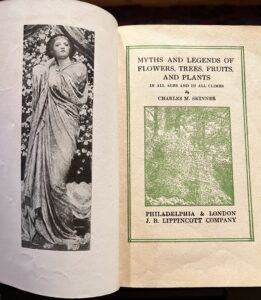 MYTHS AND LEGENDS OF
FLOWERS, TREES, FRUITS,
AND PLANTS
IN ALL AGES AND IN ALL CLIMES
By
CHARLES M. SKINNER
PHILADELPHIA & LONDON
J. B. LIPPINCOTT COMPANY